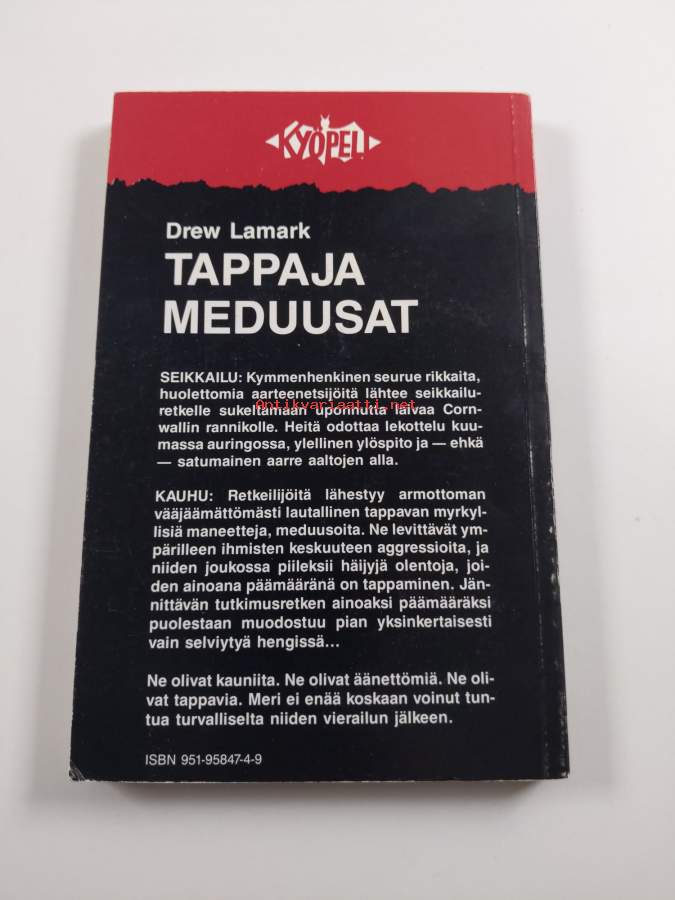 KYÖPELI
Drew Lamark
TAPPAJA
MEDUUSAT
SEIKKAILU: Kymmenhenkinen seurue rikkaita,
huolettomia aarteenetsijöitä lähtee seikkailu-
retkelle sukeltamaan uponnutta laivaa Corn-
Antikvariaatti.net
wallin rannikolle. Heitä odottaa lekottelu kuu-
massa auringossa, ylellinen ylöspito ja — ehkä
— satumainen aarre aaltojen alla.
KAUHU: Retkeilijöitä lähestyy armottoman
vääjäämättömästi lautallinen tappavan myrkyl-
lisiä maneetteja, meduusoita. Ne levittävät ym-
pärilleen ihmisten keskuuteen aggressioita, ja
niiden joukossa piileksii häijyjä olentoja, joi-
den ainoana päämääränä on tappaminen. Jän-
nittävän tutkimusretken ainoaksi päämääräksi
puolestaan muodostuu pian yksinkertaisesti
vain selviytyä hengissä...
Ne olivat kauniita. Ne olivat äänettömiä. Ne oli-
vat tappavia. Meri ei enää koskaan voinut tun-
tua turvalliselta niiden vierailun jälkeen.
ISBN 951-95847-4-9